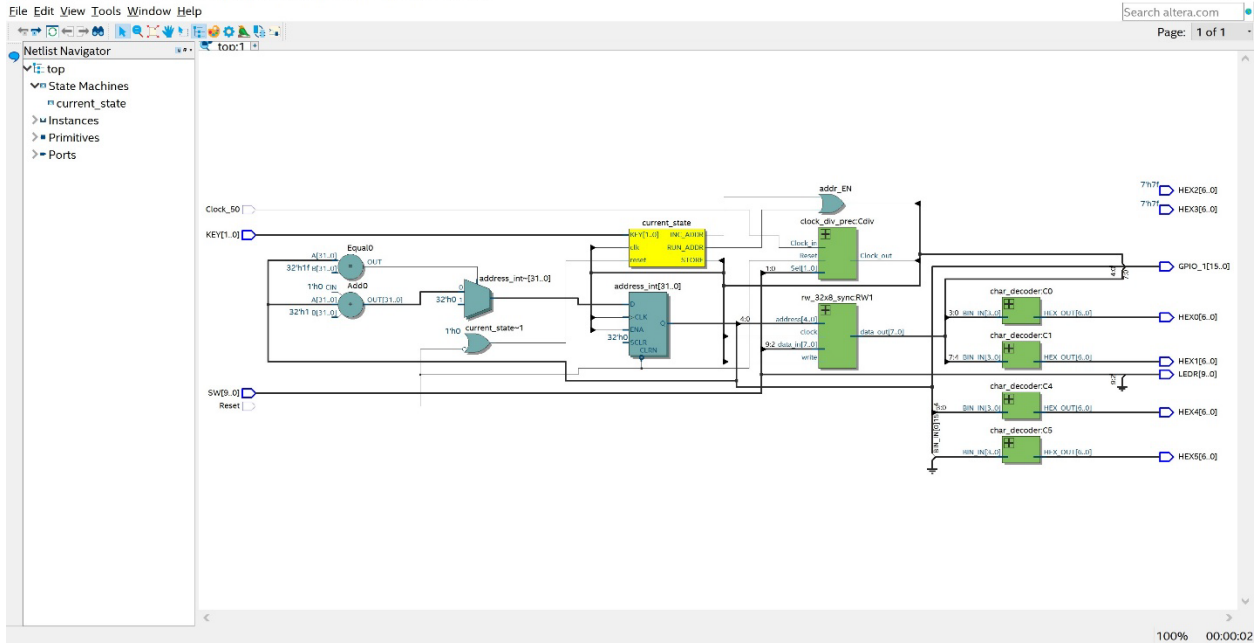 File Edit View Tools Window Help
Search altera.com
Page: 1 of 1
Netlist Navigator
top:1
top
State Machines
current_state
Instances
Primitives
Ports
addr_EN
7'h7f HEX2[6..0]
7'h7f HEX3[6..0]
Clock_50
KEY[1..0]
current_state
KEY[1..0] INC_ADDR
clk RUN_ADDR
reset STORE
clock_div_prec:Cdiv
Clock_in
Reset Clock_out
1:0 Sel[1..0]
Equal0
A[31..0] OUT
32'h1f B[31..0]
1'h0 CIN Add0
A[31..0] OUT[31..0]
32'h1 B[31..0]
address_int~[31..0]
0
32'h0 1
address_int[31..0]
D
>CLK Q
ENA
32'h0 SCLR
CLRN
1'h0 current_state~1
4:0
rw_32x8_sync:RW1
address[4..0]
clock data_out[7..0]
9:2 data_in[7..0]
write
4:0
7:0
GPIO_1[15..0]
char_decoder:C0
3:0 BIN_IN[3..0] HEX_OUT[6..0] HEX0[6..0]
char_decoder:C1
7:4 BIN_IN[3..0] HEX_OUT[6..0] HEX1[6..0]
LEDR[9..0]
9:2
char_decoder:C4
3:0 BIN_IN[3..0] HEX_OUT[6..0] HEX4[6..0]
char_decoder:C5
BIN_IN[3..0] HEX_OUT[6..0] HEX5[6..0]
SW[9..0]
Reset
100% 00:00:02